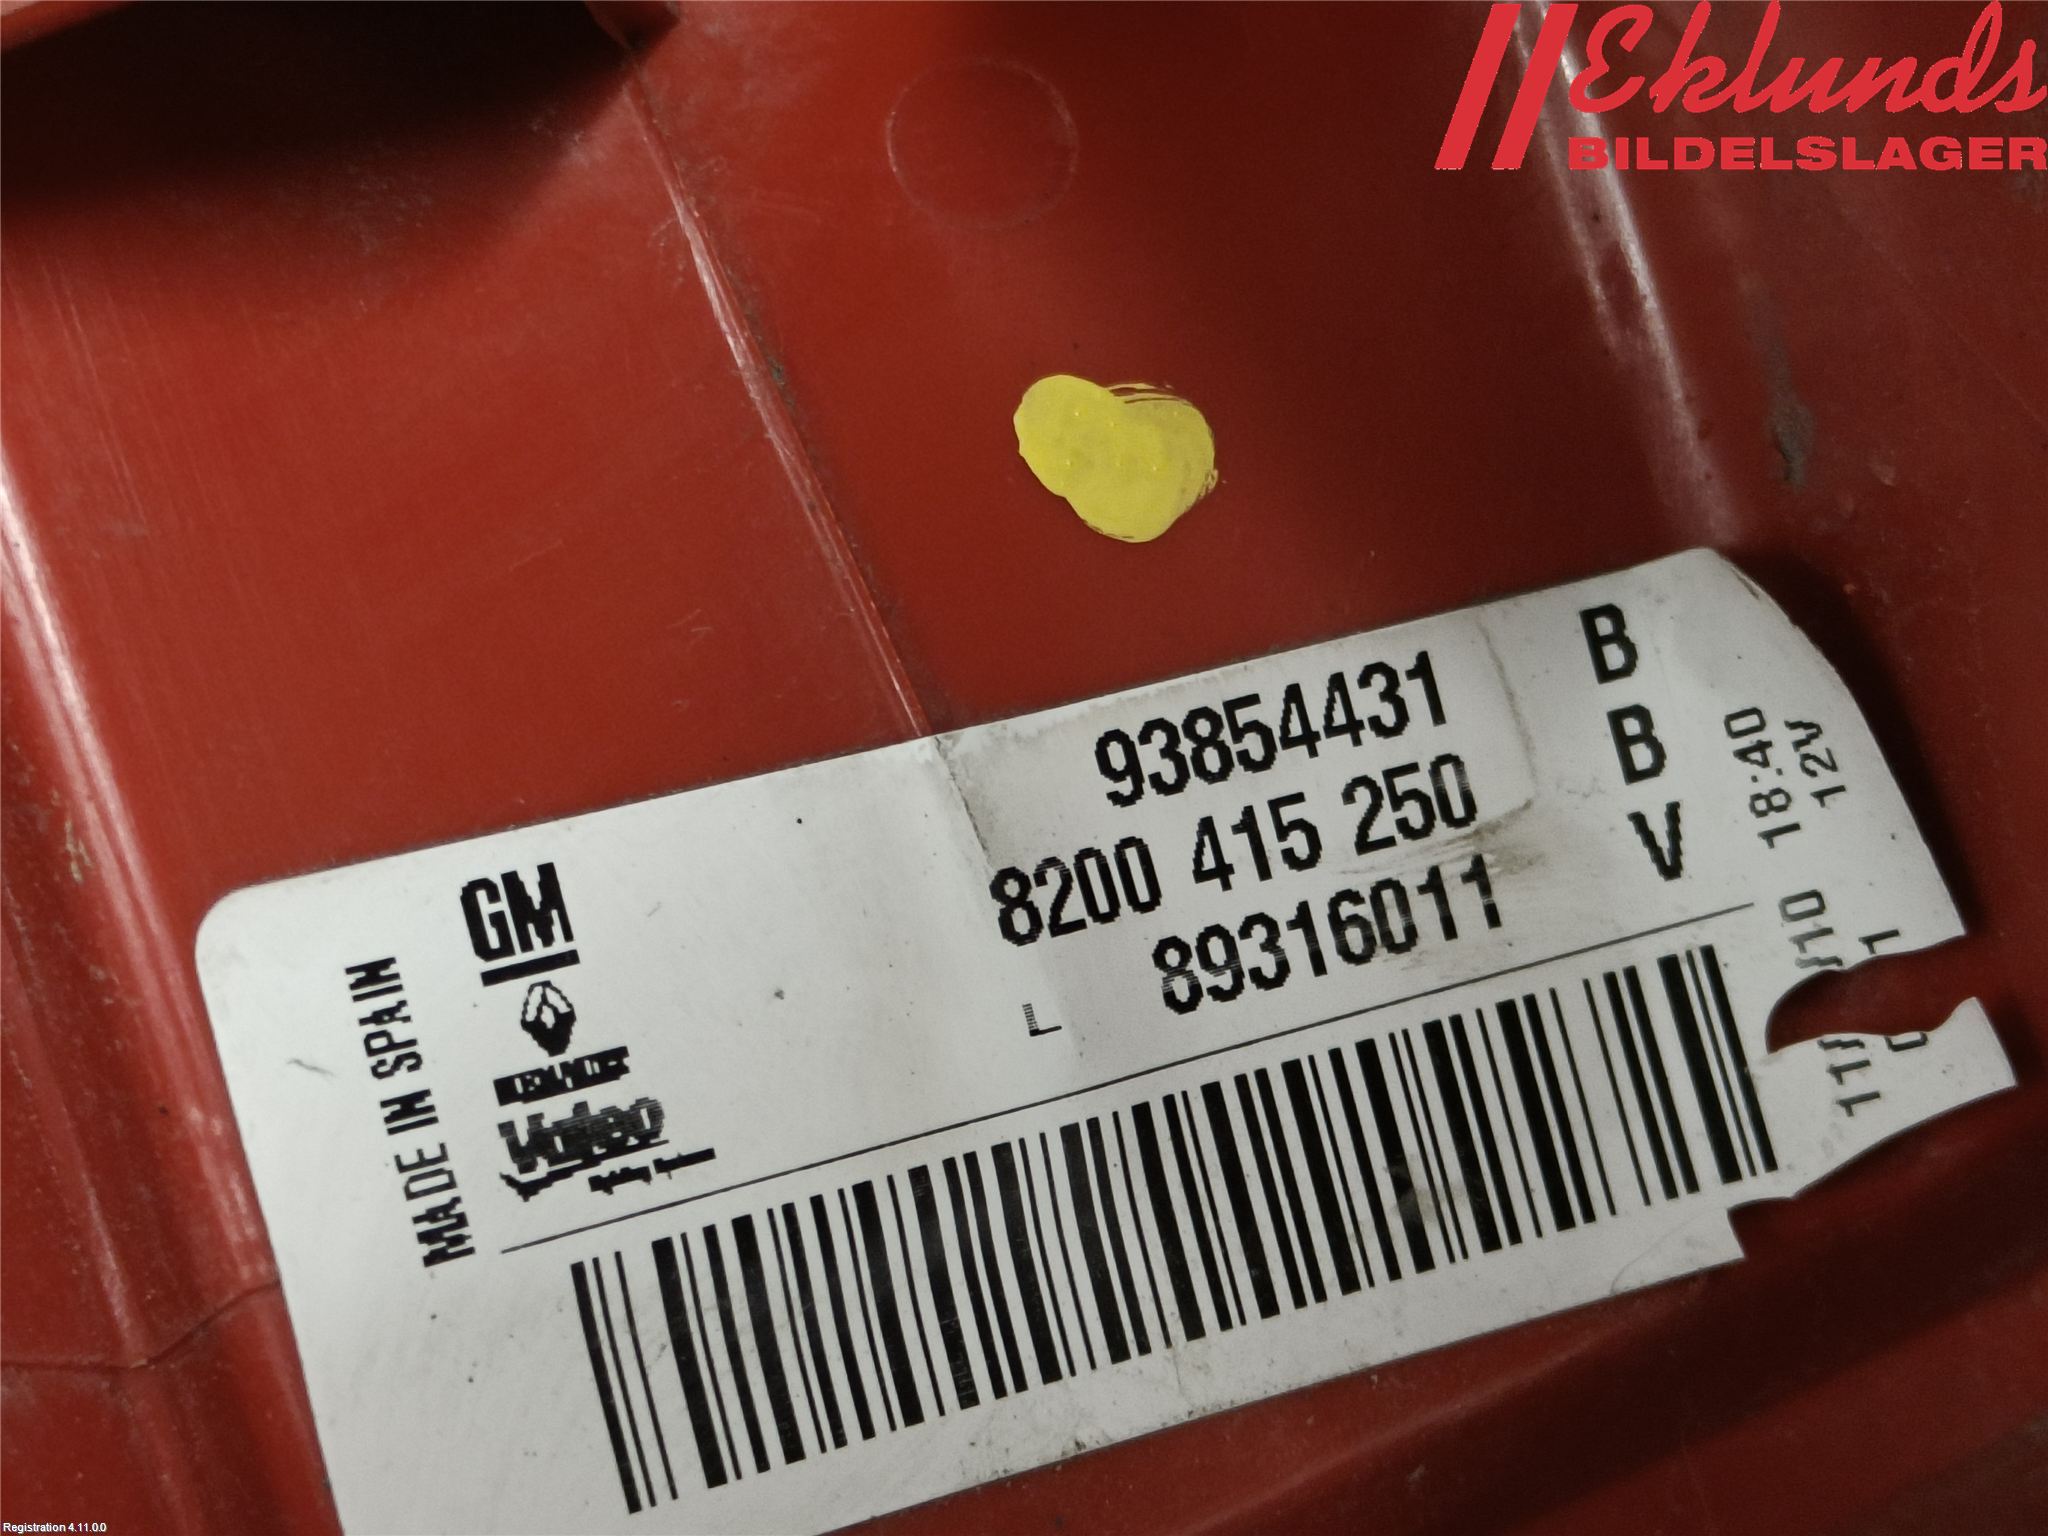 Eklunds
BILDELSLAGER
93854431
8200 415 250
89316011
L
B
B
V
18:40
12V
MADE IN SPAIN
GM
Valeo
Registration 4.11.0.0